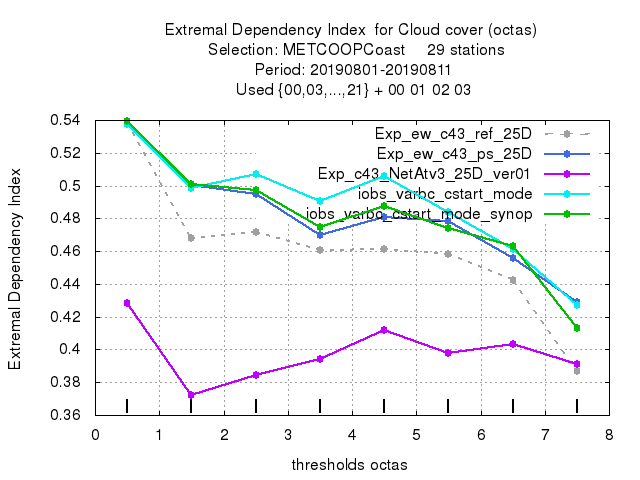 Extremal Dependency Index  for Cloud cover (octas)
Selection: METCOOPCoast     29 stations
Period: 20190801-20190811
Used {00,03,...,21} + 00 01 02 03
Exp_ew_c43_ref_25D
Exp_ew_c43_ps_25D
Exp_c43_NetAtv3_25D_ver01
iobs_varbc_cstart_mode
iobs_varbc_cstart_mode_synop
Extremal Dependency Index
0.54
0.52
0.5
0.48
0.46
0.44
0.42
0.4
0.38
0.36
0 1 2 3 4 5 6 7 8
thresholds octas